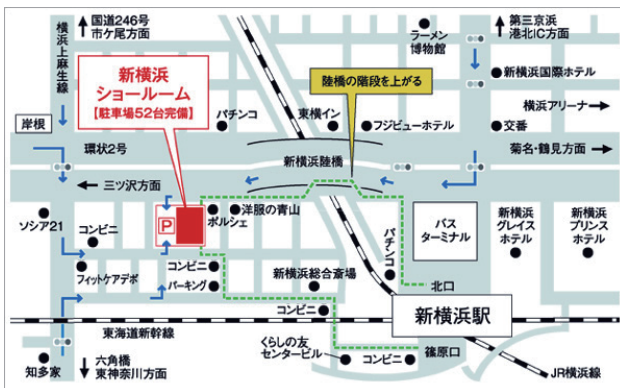 国道246号
市ケ尾方面
横浜上麻生線
ラーメン
博物館
第三京浜
港北IC方面
新横浜
ショールーム
【駐車場52台完備】
陸橋の階段を上がる
新横浜国際ホテル
横浜アリーナ
岸根
パチンコ
東横イン
フジビューホテル
交番
環状2号
新横浜陸橋
菊名・鶴見方面
三ツ沢方面
ソシア21
コンビニ
P
ポルシェ
洋服の青山
パチンコ
バス
ターミナル
新横浜
グレイス
ホテル
新横浜
プリンス
ホテル
フィットケアデポ
コンビニ
パーキング
新横浜総合斎場
北口
コンビニ
新横浜駅
東海道新幹線
くらしの友
センタービル
コンビニ
篠原口
知多家
六角橋
東神奈川方面
JR横浜線